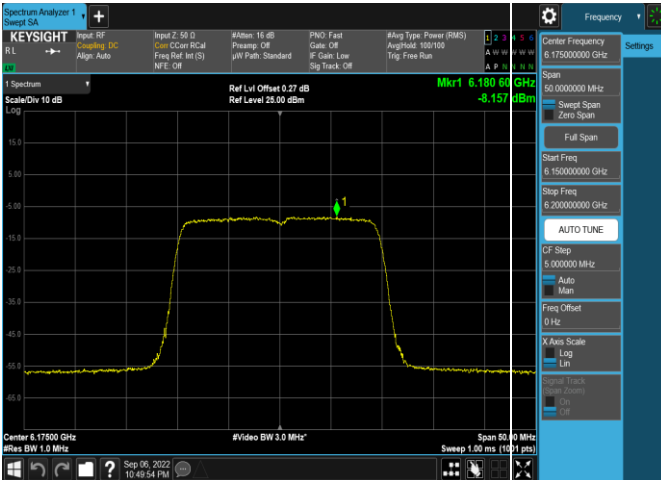 Spectrum Analyzer 1
Swept SA
+
Frequency
KEYSIGHT
RL
LW
Input: RF
Coupling: DC
Align: Auto
Input Z: 50 Ω
Corr CCorr RCal
Freq Ref: Int (S)
NFE: Off
#Atten: 16 dB
Preamp: Off
µW Path: Standard
PNO: Fast
Gate: Off
IF Gain: Low
Sig Track: Off
#Avg Type: Power (RMS)
Avg|Hold: 100/100
Trig: Free Run
1 2 3 4 5 6
A W W W W W
A P N N N N
1 Spectrum
Scale/Div 10 dB
Log
Ref Lvl Offset 0.27 dB
Ref Level 25.00 dBm
Mkr1 6.180 60 GHz
-8.157 dBm
15.0
5.00
-5.00
-15.0
-25.0
-35.0
-45.0
-55.0
-65.0
1
Center 6.17500 GHz
#Res BW 1.0 MHz
#Video BW 3.0 MHz*
Span 50.00 MHz
Sweep 1.00 ms (1001 pts)
?
Sep 06, 2022
10:49:54 PM
Settings
Center Frequency
6.175000000 GHz
Span
50.0000000 MHz
Swept Span
Zero Span
Full Span
Start Freq
6.150000000 GHz
Stop Freq
6.200000000 GHz
AUTO TUNE
CF Step
5.000000 MHz
Auto
Man
Freq Offset
0 Hz
X Axis Scale
Log
Lin
Signal Track
(Span Zoom)
On
Off